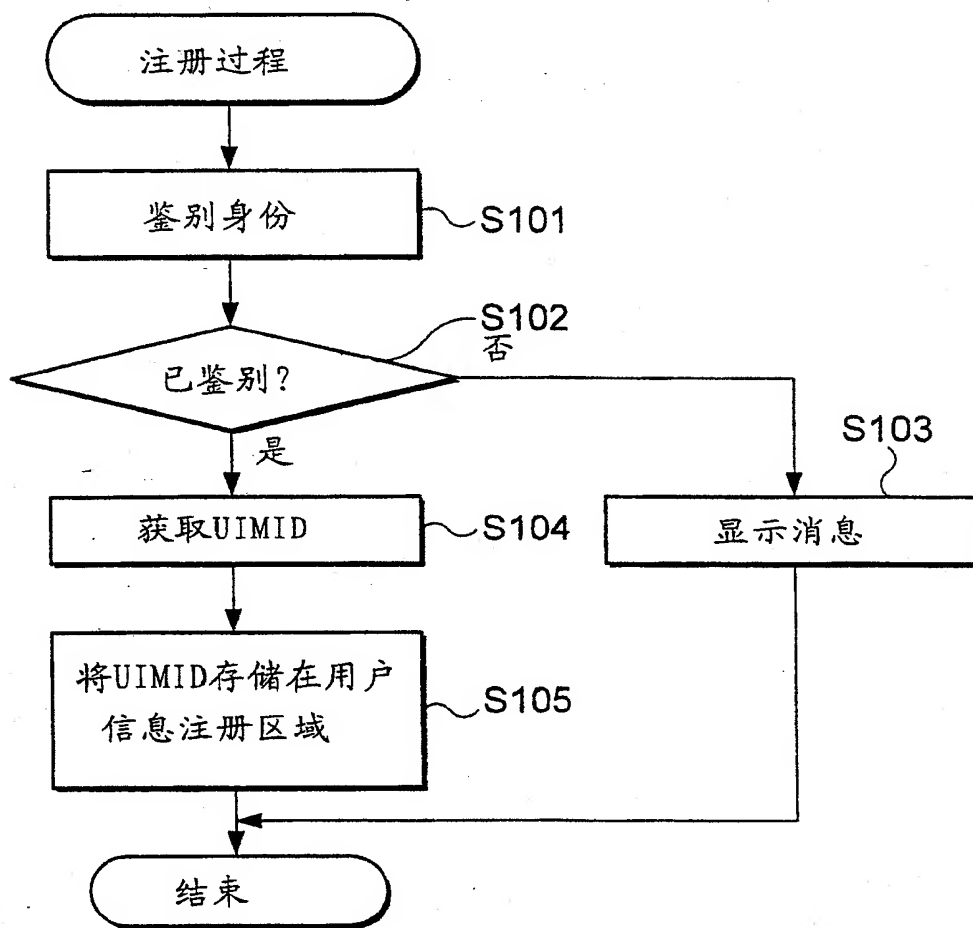 注册过程
鉴别身份
S101
S102
否
已鉴别?
是
S103
获取UIMID
S104
显示消息
将UIMID存储在用户
信息注册区域
S105
结束